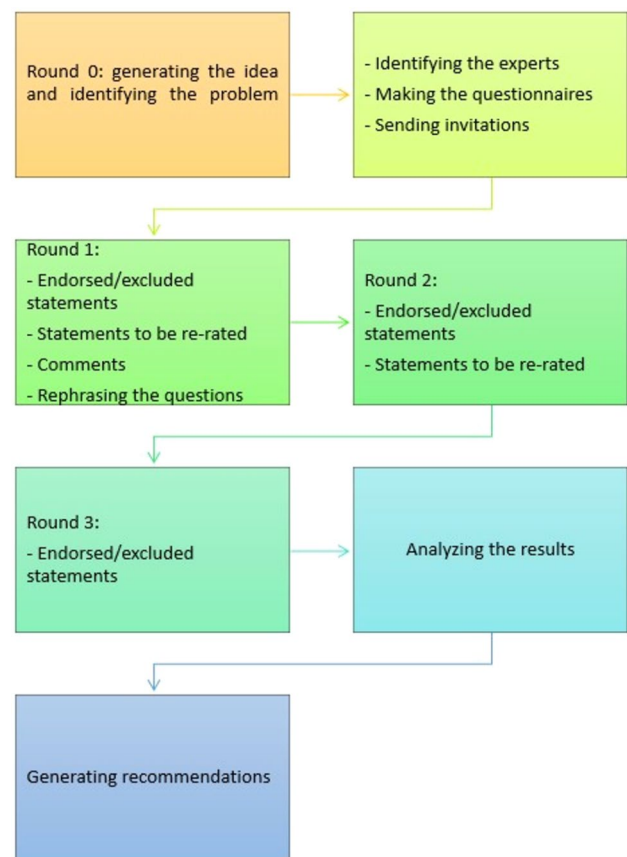 Round 0: generating the idea
and identifying the problem
- Identifying the experts
- Making the questionnaires
- Sending invitations
Round 1:
- Endorsed/excluded
statements
- Statements to be re-rated
- Comments
- Rephrasing the questions
Round 2:
- Endorsed/excluded
statements
- Statements to be re-rated
Round 3:
- Endorsed/excluded
statements
Analyzing the results
Generating recommendations